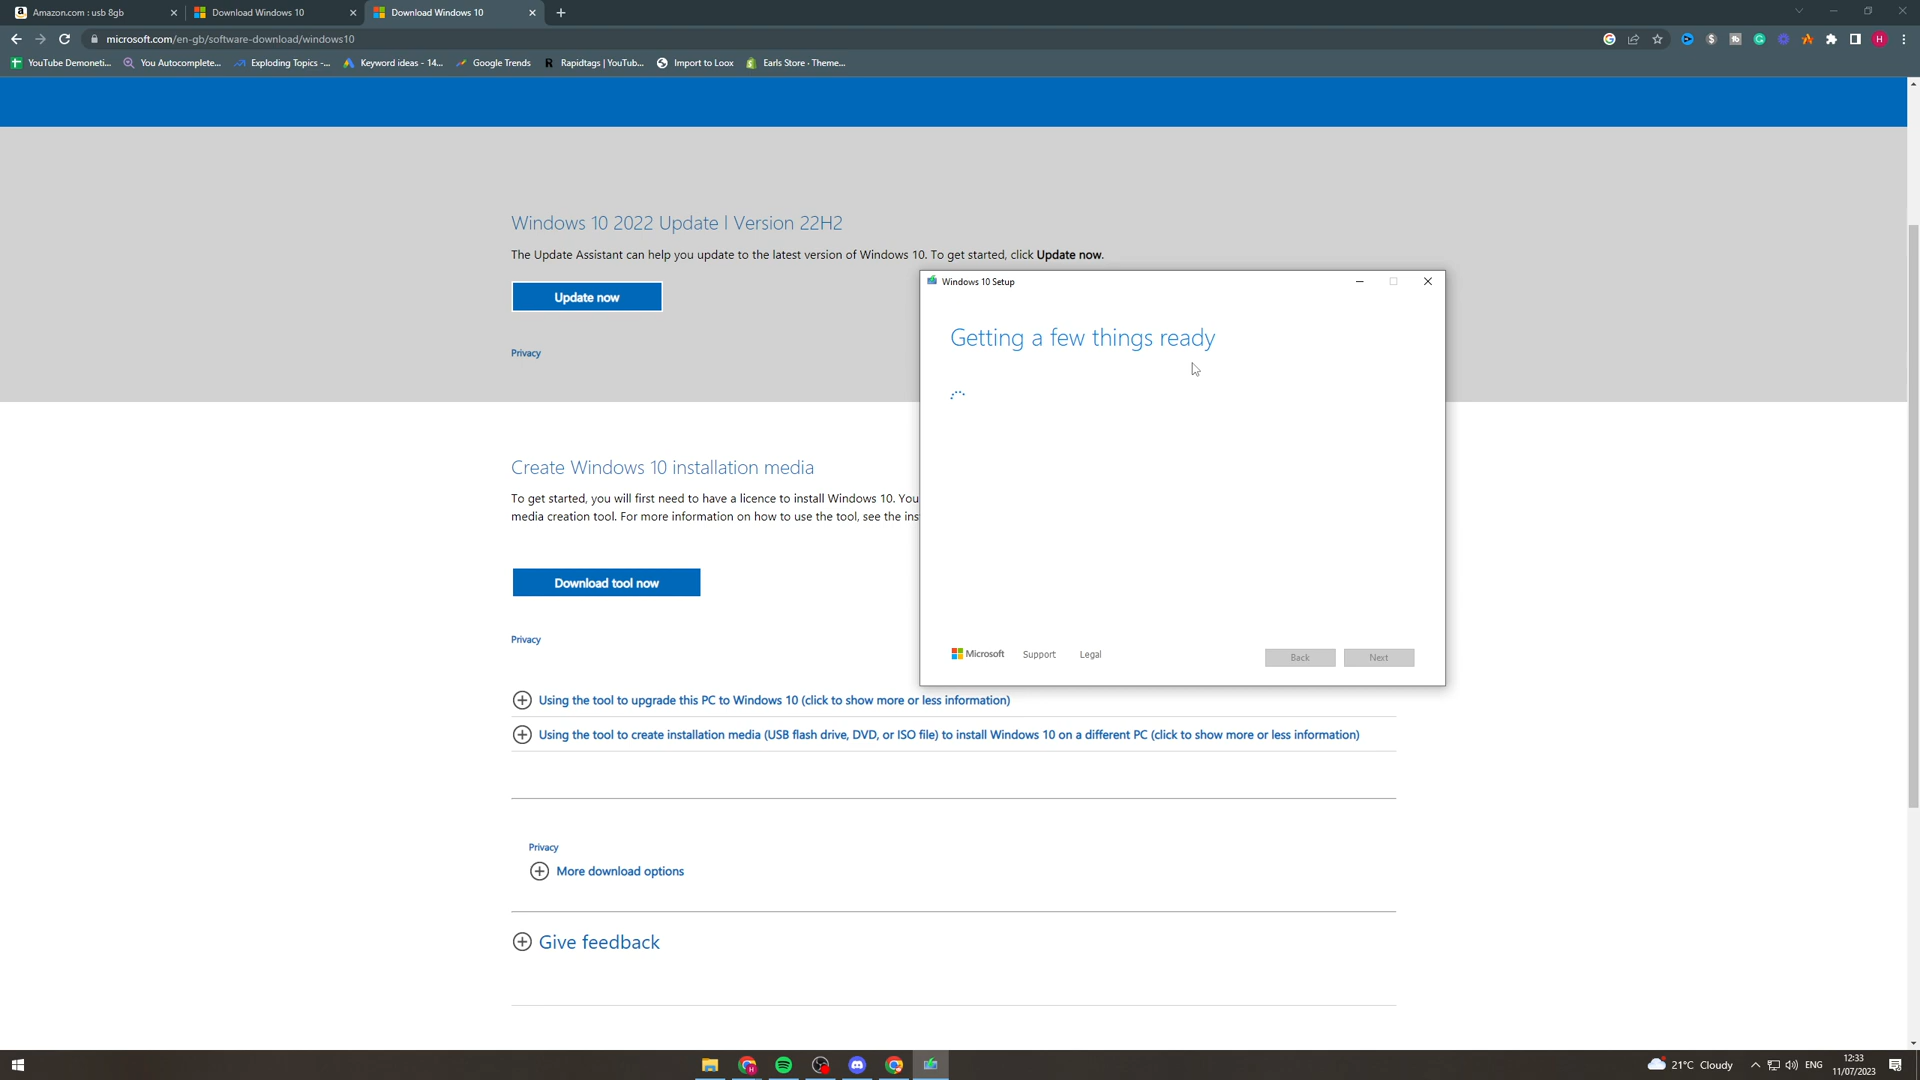 Amazon.com : usb 8gb
Download Windows 10
Download Windows 10
microsoft.com/en-gb/software-download/windows10
H
YouTube Demoneti...
You Autocomplete...
Exploding Topics -...
Keyword ideas - 14...
Google Trends
Rapidtags | YouTub...
Import to Loox
Earls Store · Theme...
Windows 10 2022 Update | Version 22H2
The Update Assistant can help you update to the latest version of Windows 10. To get started, click Update now.
Update now
Privacy
Windows 10 Setup
Getting a few things ready
Microsoft
Support
Legal
Back
Next
Create Windows 10 installation media
To get started, you will first need to have a licence to install Windows 10. You
media creation tool. For more information on how to use the tool, see the ins
Download tool now
Privacy
Using the tool to upgrade this PC to Windows 10 (click to show more or less information)
Using the tool to create installation media (USB flash drive, DVD, or ISO file) to install Windows 10 on a different PC (click to show more or less information)
Privacy
More download options
Give feedback
21°C Cloudy
ENG
12:33
11/07/2023